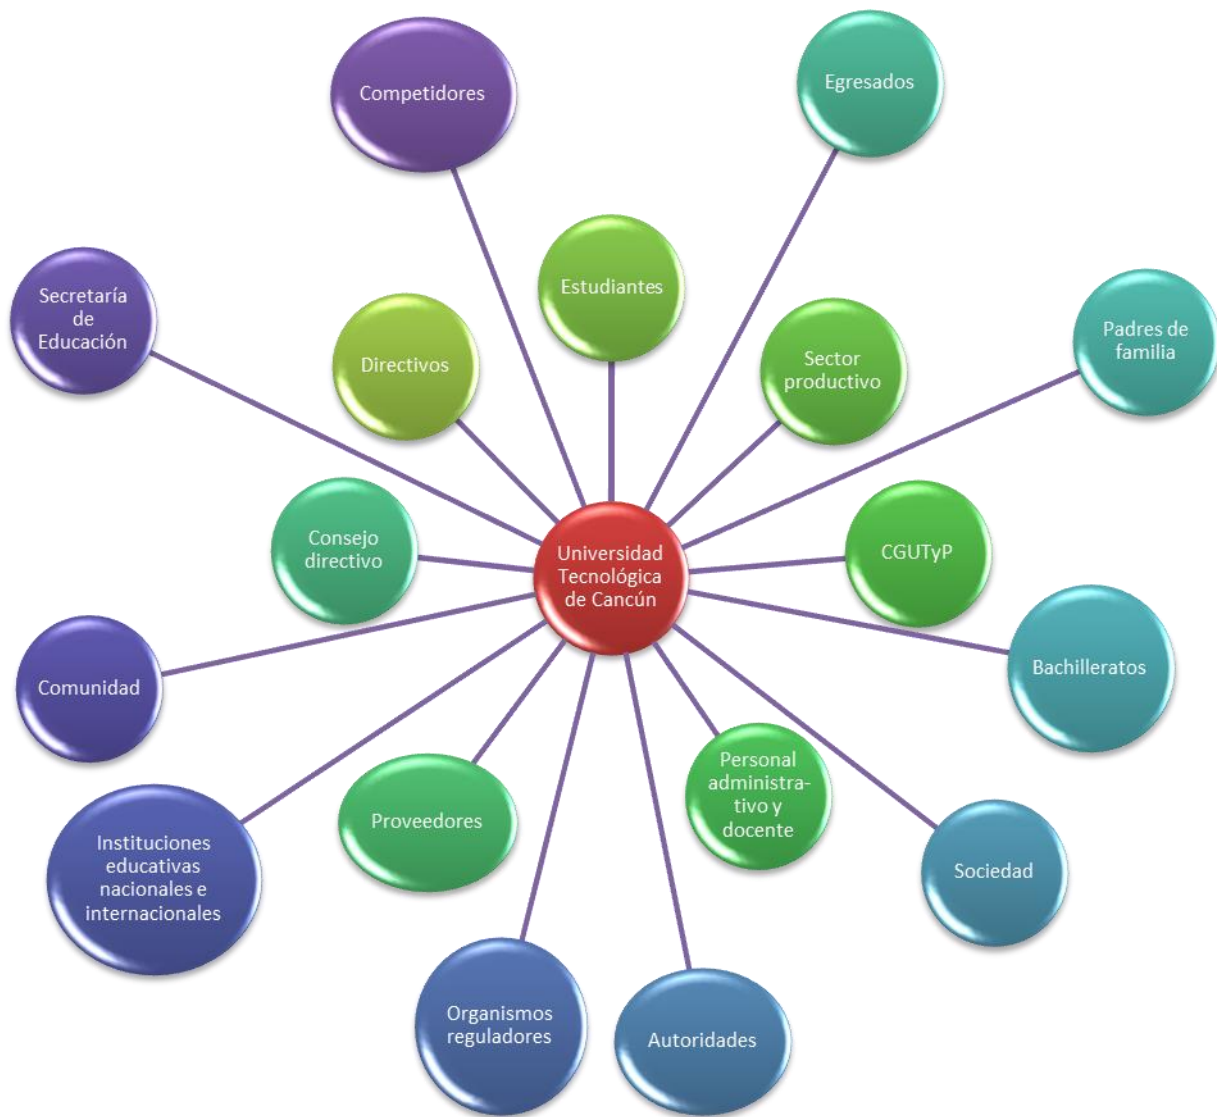 Competidores
Egresados
Secretaría
de
Educación
Directivos
Estudiantes
Sector
productivo
Padres de
familia
Consejo
directivo
Universidad
Tecnológica
de Cancún
CGUTyP
Comunidad
Bachilleratos
Instituciones
educativas
nacionales e
internacionales
Proveedores
Personal
administra-
tivo y
docente
Sociedad
Organismos
reguladores
Autoridades